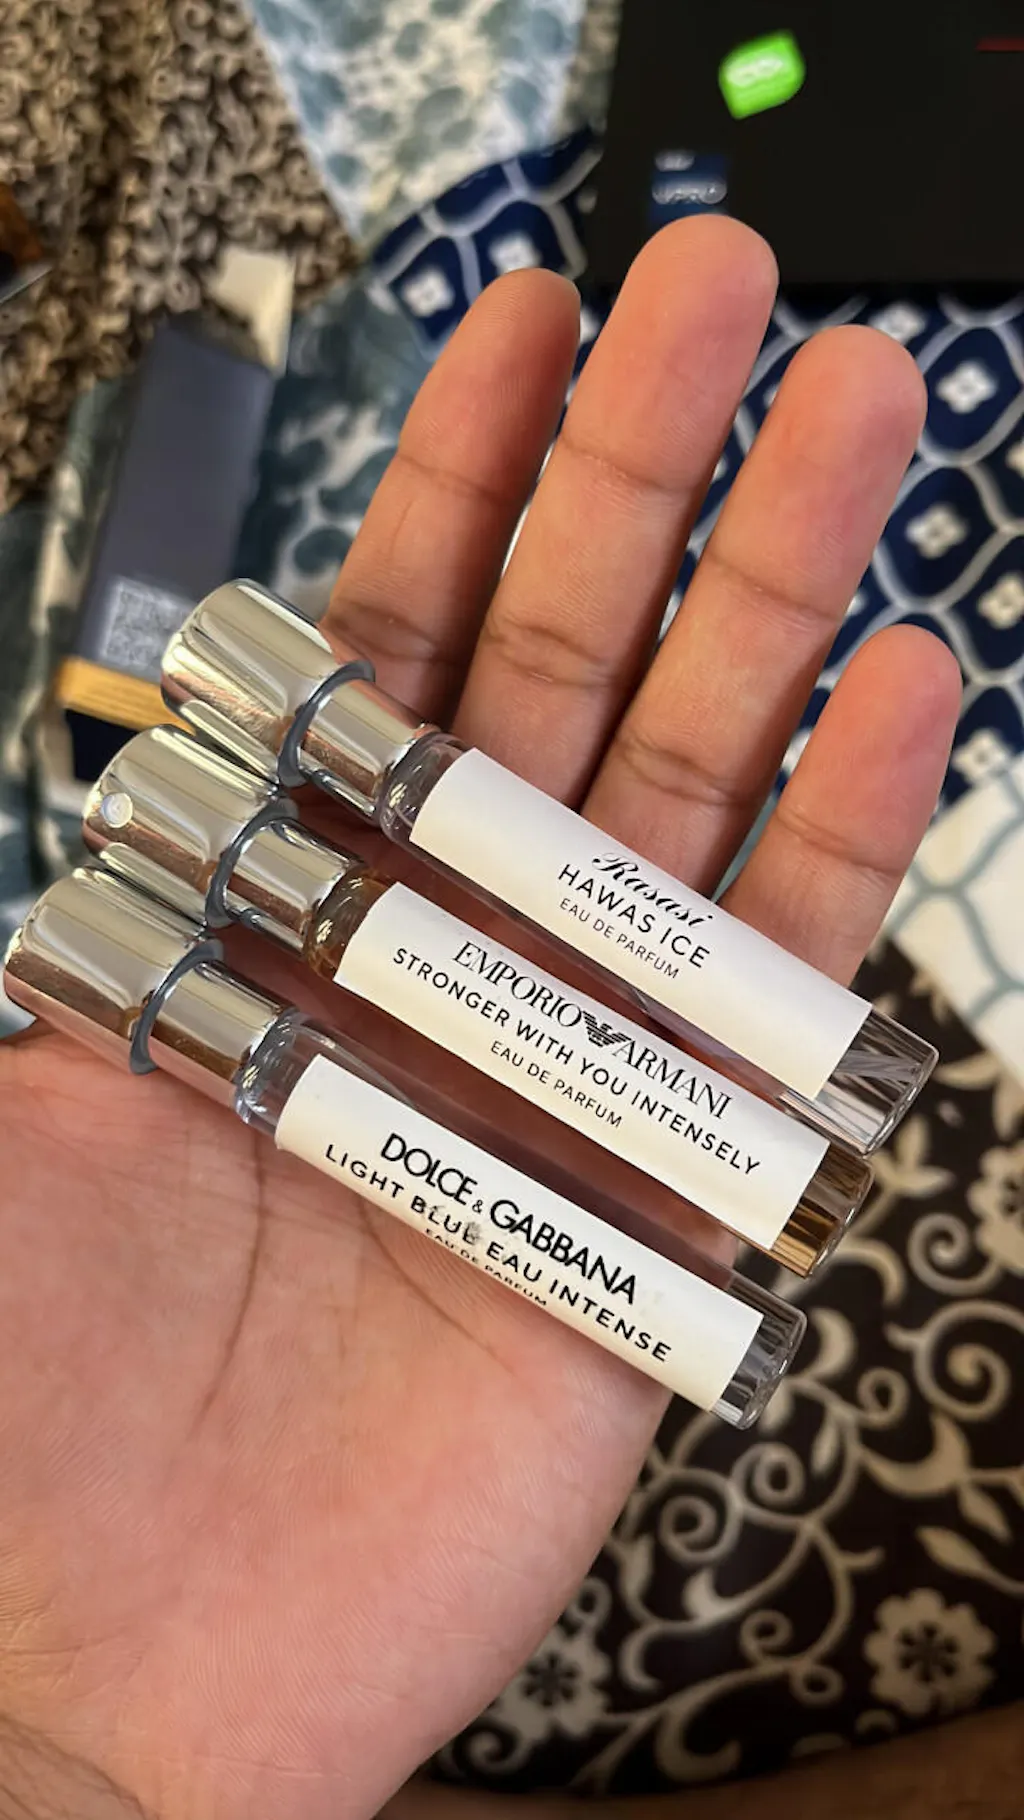 Rasasi
HAWAS ICE
EAU DE PARFUM
EMPORIO ARMANI
STRONGER WITH YOU INTENSELY
EAU DE PARFUM
DOLCE & GABBANA
LIGHT BLUE EAU INTENSE
EAU DE PARFUM